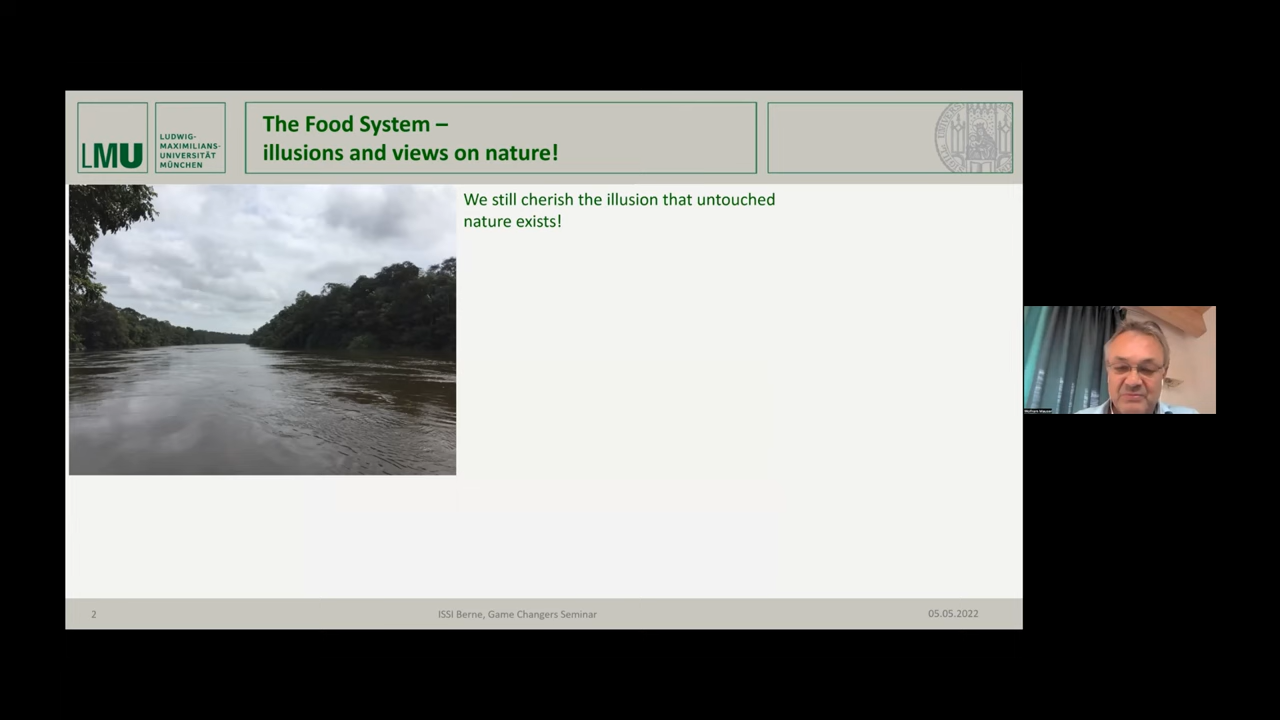 LMU
LUDWIG-
MAXIMILIANS-
UNIVERSITÄT
MÜNCHEN
The Food System –
illusions and views on nature!
We still cherish the illusion that untouched
nature exists!
2
ISSI Berne, Game Changers Seminar
05.05.2022